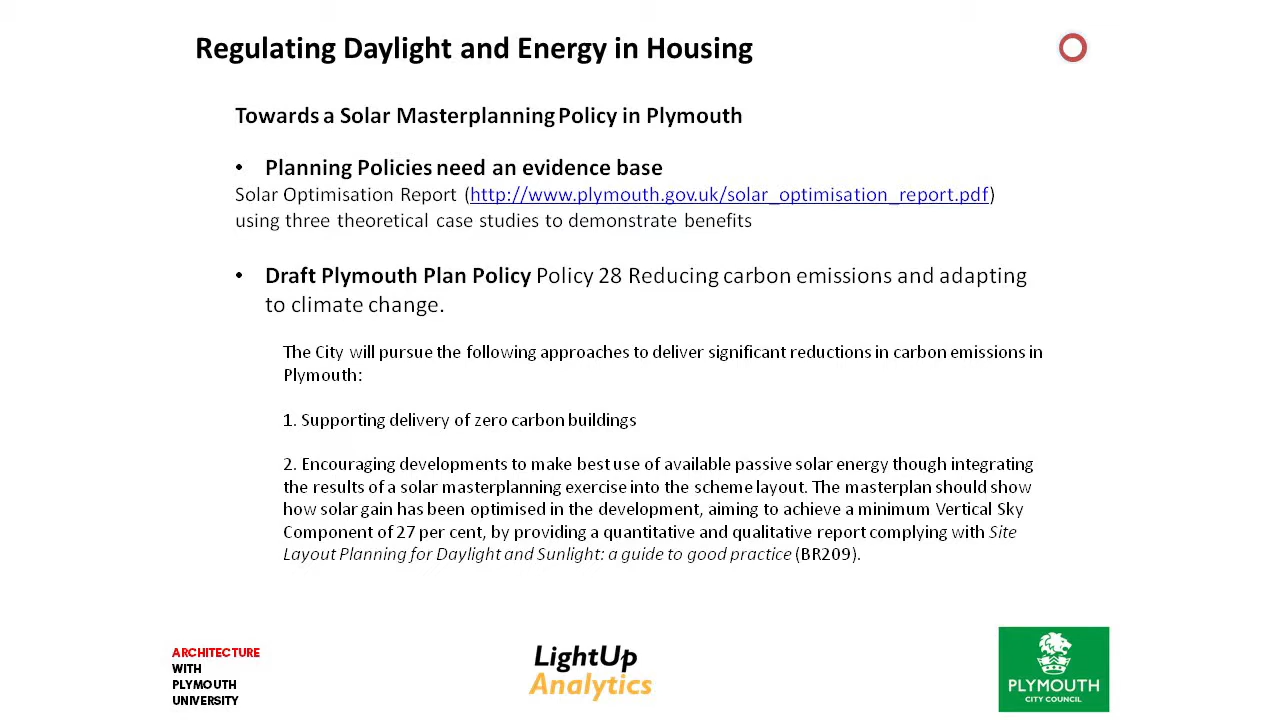 Regulating Daylight and Energy in Housing
Towards a Solar Masterplanning Policy in Plymouth
• Planning Policies need an evidence base
Solar Optimisation Report (http://www.plymouth.gov.uk/solar_optimisation_report.pdf)
using three theoretical case studies to demonstrate benefits
• Draft Plymouth Plan Policy Policy 28 Reducing carbon emissions and adapting
to climate change.
The City will pursue the following approaches to deliver significant reductions in carbon emissions in
Plymouth:
1. Supporting delivery of zero carbon buildings
2. Encouraging developments to make best use of available passive solar energy though integrating
the results of a solar masterplanning exercise into the scheme layout. The masterplan should show
how solar gain has been optimised in the development, aiming to achieve a minimum Vertical Sky
Component of 27 per cent, by providing a quantitative and qualitative report complying with Site
Layout Planning for Daylight and Sunlight: a guide to good practice (BR209).
ARCHITECTURE
WITH
PLYMOUTH
UNIVERSITY
LightUp
Analytics
PLYMOUTH
CITY COUNCIL